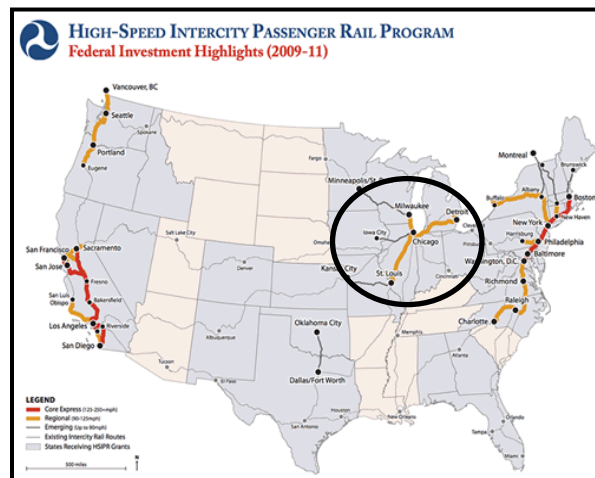 HIGH-SPEED INTERCITY PASSENGER RAIL PROGRAM
Federal Investment Highlights (2009-11)
Vancouver, BC
Seattle
Spokane
Portland
Eugene
Fargo
Minneapolis/St.
Milwaukee
Detroit
Chicago
Iowa City
Omaha
Kansas City
St. Louis
Cincinnati
Montreal
Brunswick
Albany
Buffalo
Boston
New Haven
New York
Harrisburg
Philadelphia
Baltimore
Washington, D.C.
Richmond
Raleigh
Charlotte
Sacramento
San Francisco
San Jose
Fresno
San Luis
Obispo
Bakersfield
Los Angeles
Riverside
San Diego
Salt Lake City
Denver
Albuquerque
Tucson
El Paso
Oklahoma City
Dallas/Fort Worth
San Antonio
Houston
New Orleans
Memphis
Atlanta
Orlando
Tampa
Miami
LEGEND
Core Express (125-250+mph)
Regional (90-125mph)
Emerging (Up to 90mph)
Existing Intercity Rail Routes
States Receiving HSIPR Grants
500 miles
N